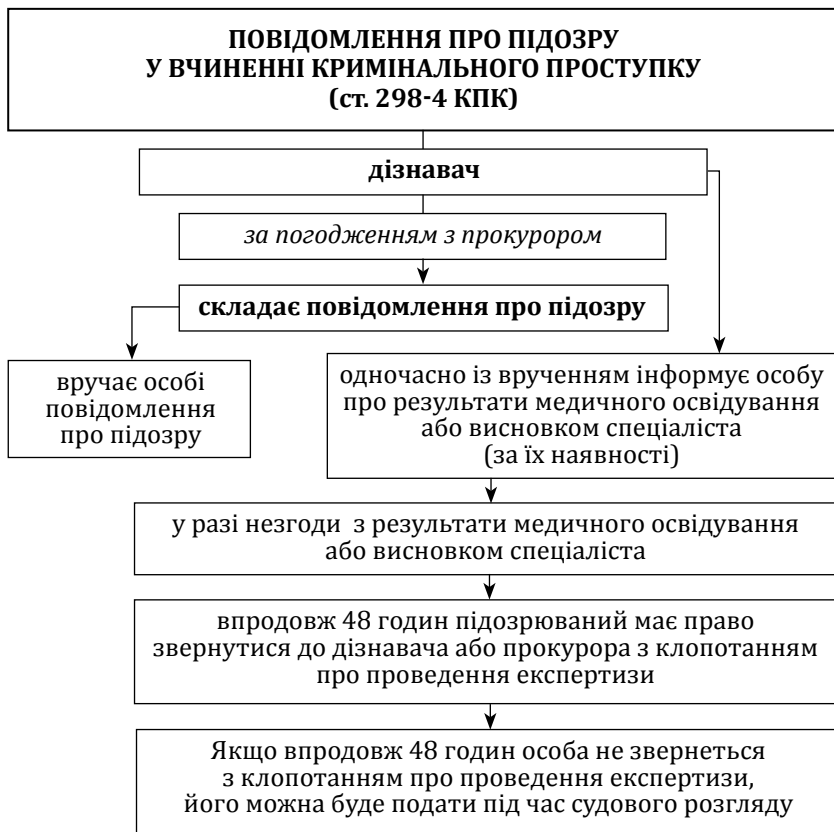 ПОВІДОМЛЕННЯ ПРО ПІДОЗРУ
У ВЧИНЕННІ КРИМІНАЛЬНОГО ПРОСТУПКУ
(ст. 298-4 КПК)
дізнавач
за погодженням з прокурором
складає повідомлення про підозру
вручає особі
повідомлення
про підозру
одночасно із врученням інформує особу
про результати медичного освідування
або висновком спеціаліста
(за їх наявності)
у разі незгоди з результати медичного освідування
або висновком спеціаліста
впродовж 48 годин підозрюваний має право
звернутися до дізнавача або прокурора з клопотанням
про проведення експертизи
Якщо впродовж 48 годин особа не звернеться
з клопотанням про проведення експертизи,
його можна буде подати під час судового розгляду